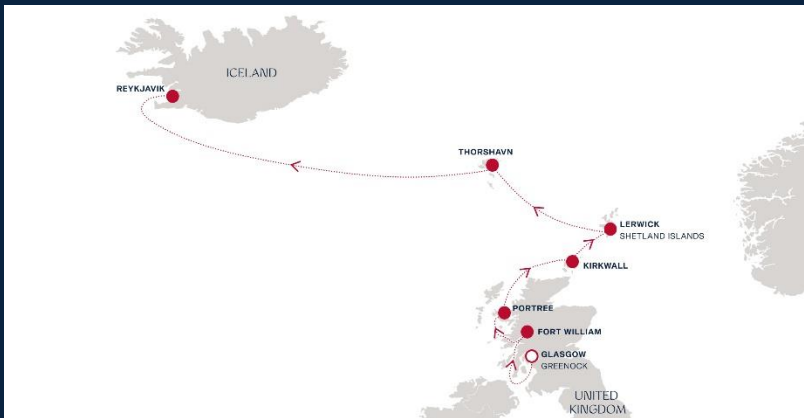 ICELAND
REYKJAVIK
THORSHAVN
LERWICK
SHETLAND ISLANDS
KIRKWALL
PORTREE
FORT WILLIAM
GLASGOW
GREENOCK
UNITED
KINGDOM